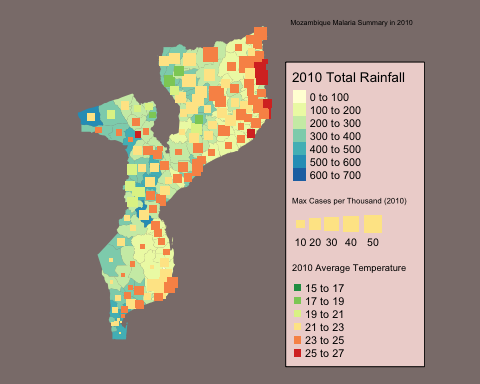 Mozambique Malaria Summary in 2010
2010 Total Rainfall
0 to 100
100 to 200
200 to 300
300 to 400
400 to 500
500 to 600
600 to 700
Max Cases per Thousand (2010)
10 20 30 40 50
2010 Average Temperature
15 to 17
17 to 19
19 to 21
21 to 23
23 to 25
25 to 27